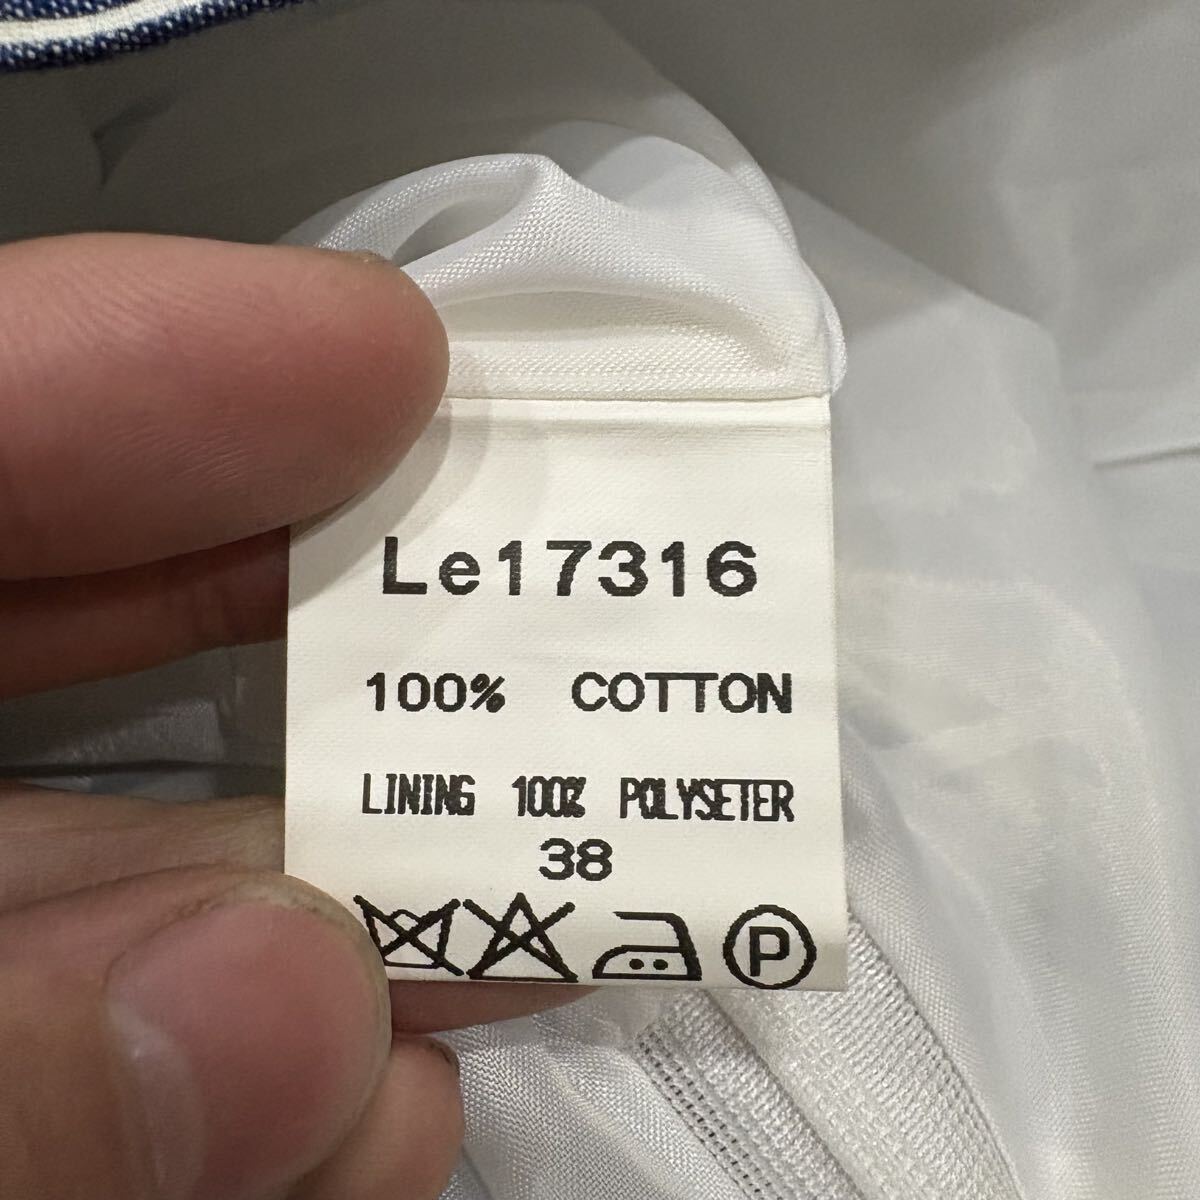 Le17316
100% COTTON
LINING 100% POLYSETER
38
P